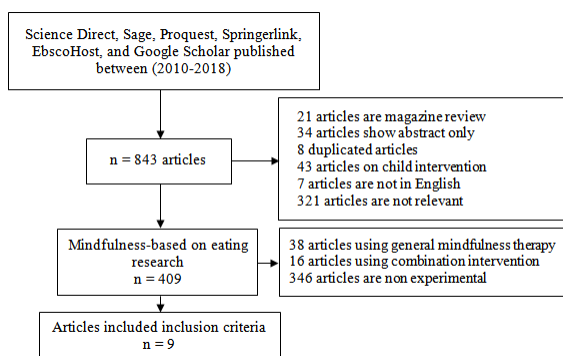 Science Direct, Sage, Proquest, Springerlink,
EbscoHost, and Google Scholar published
between (2010-2018)
21 articles are magazine review
34 articles show abstract only
8 duplicated articles
43 articles on child intervention
7 articles are not in English
321 articles are not relevant
n = 843 articles
Mindfulness-based on eating
research
n = 409
38 articles using general mindfulness therapy
16 articles using combination intervention
346 articles are non experimental
Articles included inclusion criteria
n = 9